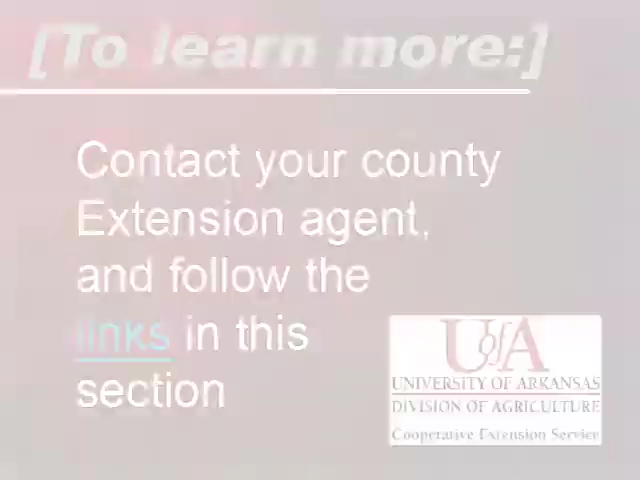 [To learn more:]
Contact your county
Extension agent,
and follow the
links in this
section
UofA
UNIVERSITY OF ARKANSAS
DIVISION OF AGRICULTURE
Cooperative Extension Service